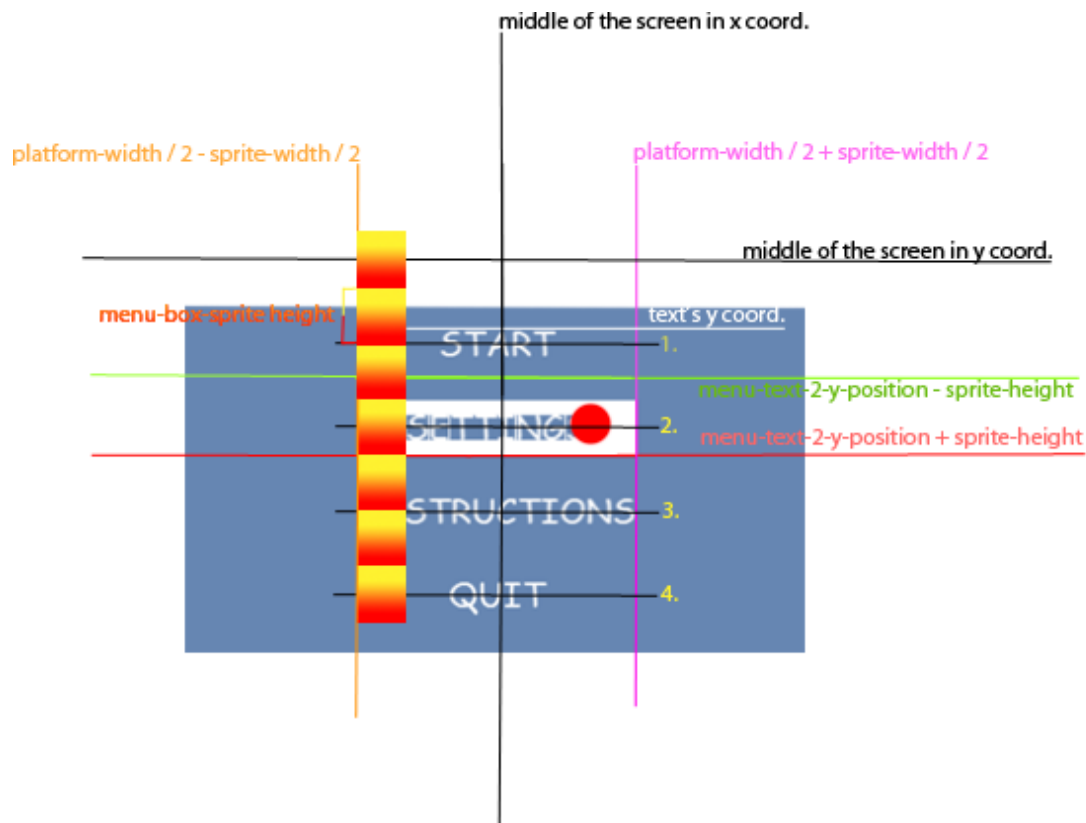 middle of the screen in x coord.
platform-width / 2 - sprite-width / 2
platform-width / 2 + sprite-width / 2
middle of the screen in y coord.
menu-box-sprite height
text's y coord.
START
1.
menu-text-2-y-position - sprite-height
SETTING
2.
menu-text-2-y-position + sprite-height
STRUCTIONS
3.
QUIT
4.